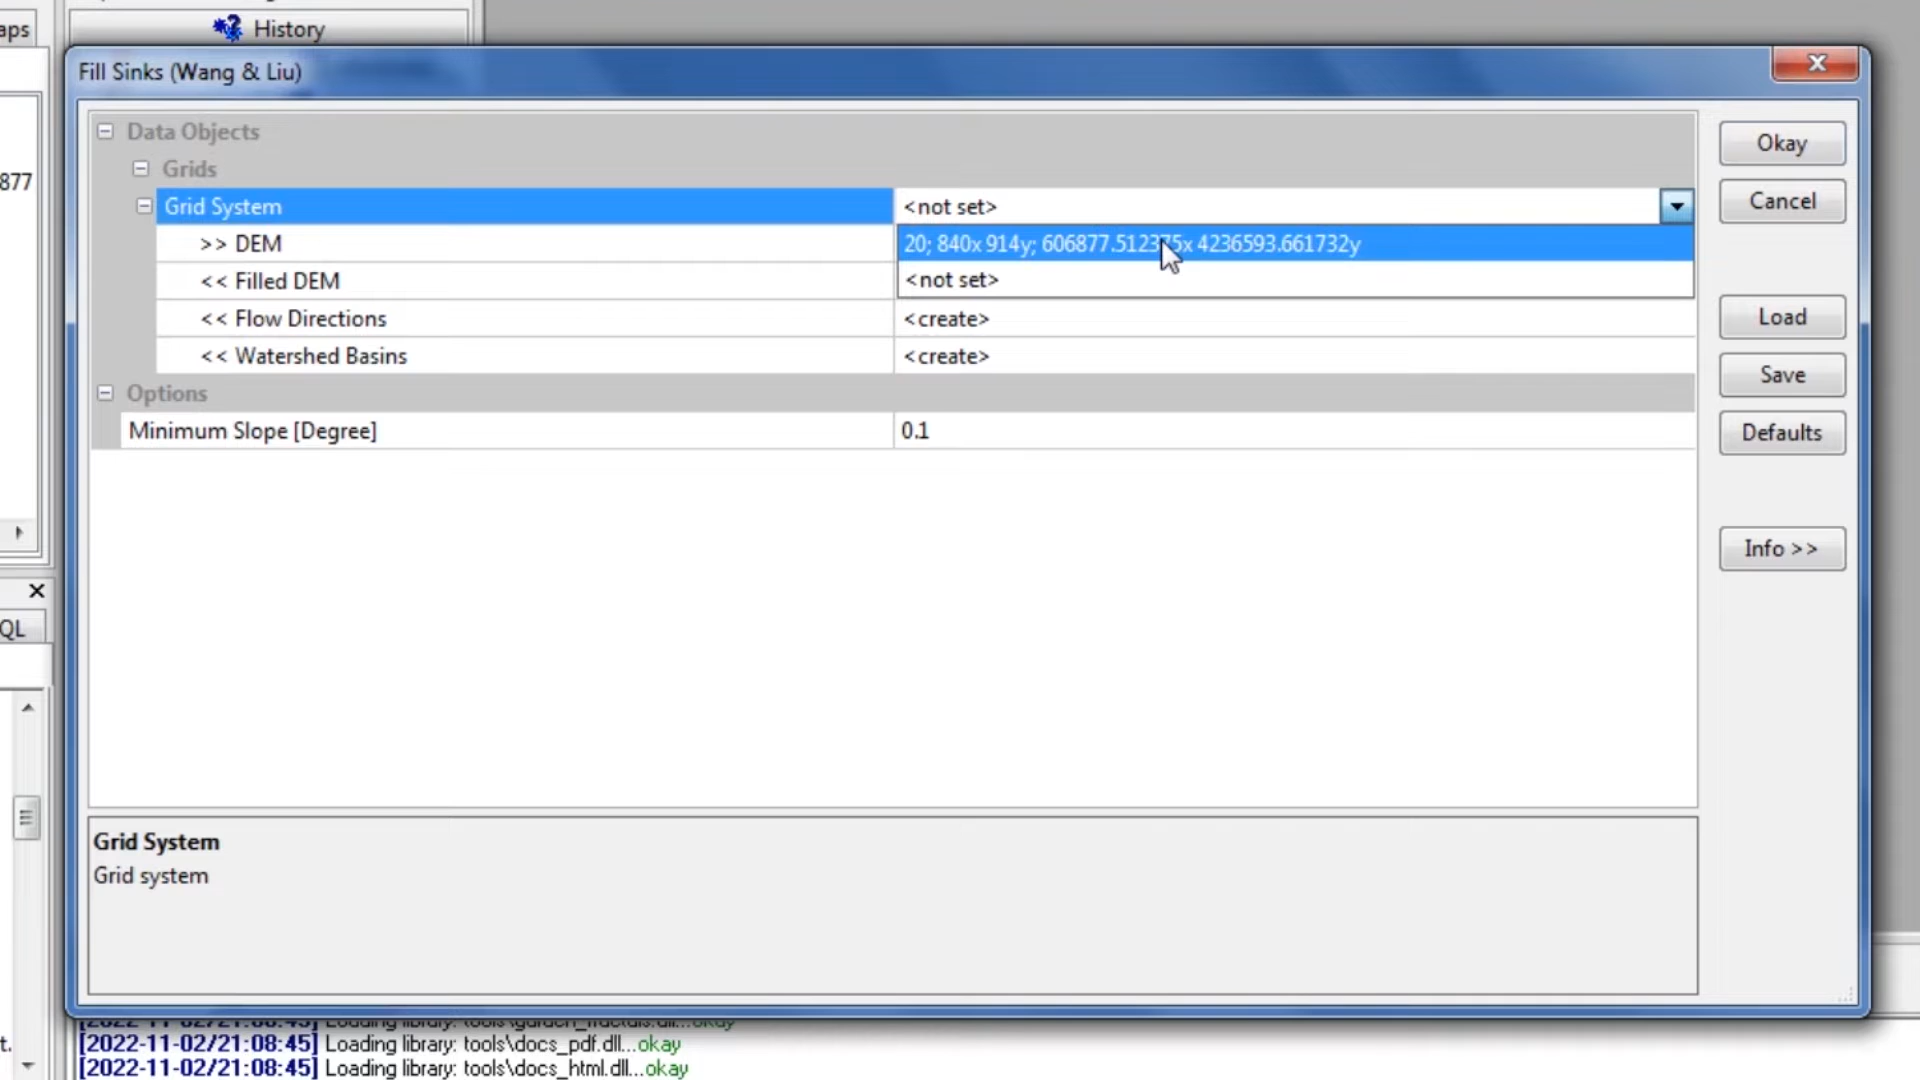 aps
History
Fill Sinks (Wang & Liu)
Data Objects
Grids
877
Grid System <not set>
>> DEM 20; 840x 914y; 606877.512375x 4236593.661732y
<< Filled DEM <not set>
<< Flow Directions <create>
<< Watershed Basins <create>
Options
Minimum Slope [Degree] 0.1
Okay
Cancel
Load
Save
Defaults
Info >>
QL
Grid System
Grid system
t.
[2022-11-02/21:08:45] Loading library: tools\docs_pdf.dll...okay
[2022-11-02/21:08:45] Loading library: tools\docs_html.dll...okay